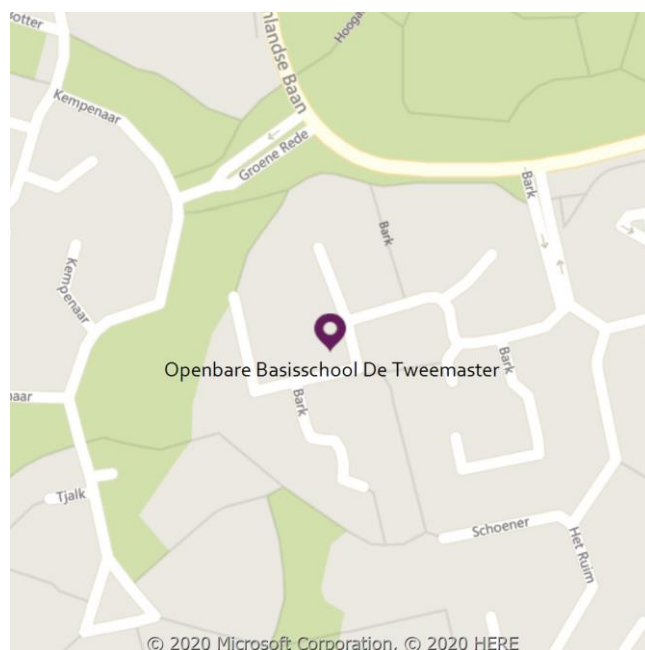 otter
nlandse Baan
Hooga
Kempenaar
Groene Rede
Bark
Bark
Kempenaar
Openbare Basisschool De Tweemaster
Bark
Bark
naar
Tjalk
Schoener
Het Ruim
© 2020 Microsoft Corporation, © 2020 HERE